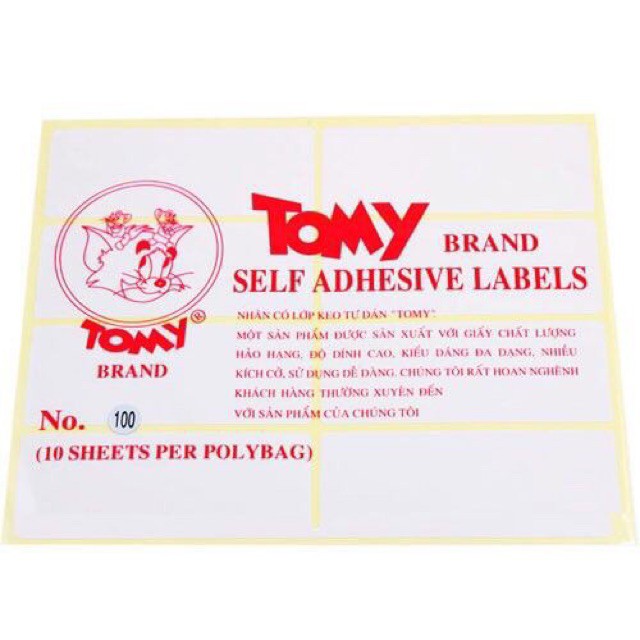 TOMY BRAND
SELF ADHESIVE LABELS
TOMY®
BRAND
NHÃN CÓ LỚP KEO TỰ DÁN "TOMY".
MỘT SẢN PHẨM ĐƯỢC SẢN XUẤT VỚI GIẤY CHẤT LƯỢNG
HẢO HẠNG, ĐỘ DÍNH CAO, KIỂU DÁNG ĐA DẠNG, NHIỀU
KÍCH CỞ, SỬ DỤNG DỄ DÀNG. CHÚNG TÔI RẤT HOAN NGHÊNH
KHÁCH HÀNG THƯỜNG XUYÊN ĐẾN
VỚI SẢN PHẨM CỦA CHÚNG TÔI
No. 100
(10 SHEETS PER POLYBAG)